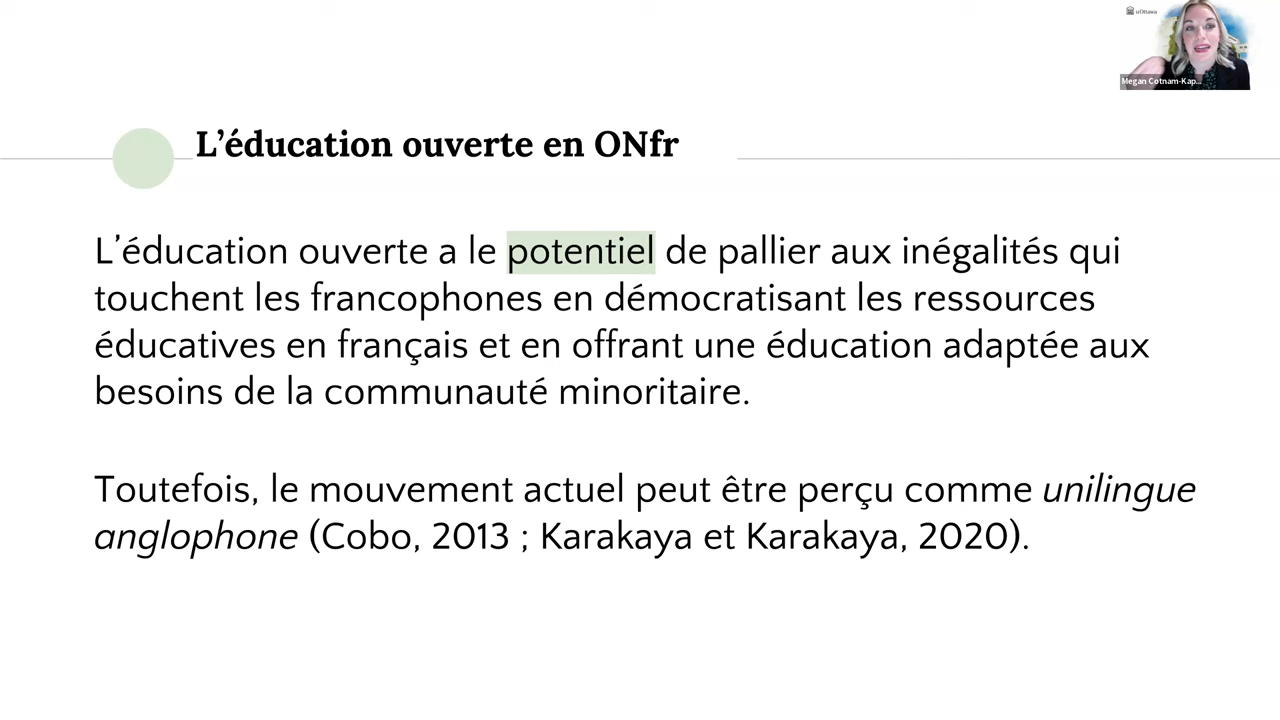 uOttawa
Megan Cotnam-Kap...
L’éducation ouverte en ONfr
L’éducation ouverte a le potentiel de pallier aux inégalités qui
touchent les francophones en démocratisant les ressources
éducatives en français et en offrant une éducation adaptée aux
besoins de la communauté minoritaire.
Toutefois, le mouvement actuel peut être perçu comme unilingue
anglophone (Cobo, 2013 ; Karakaya et Karakaya, 2020).